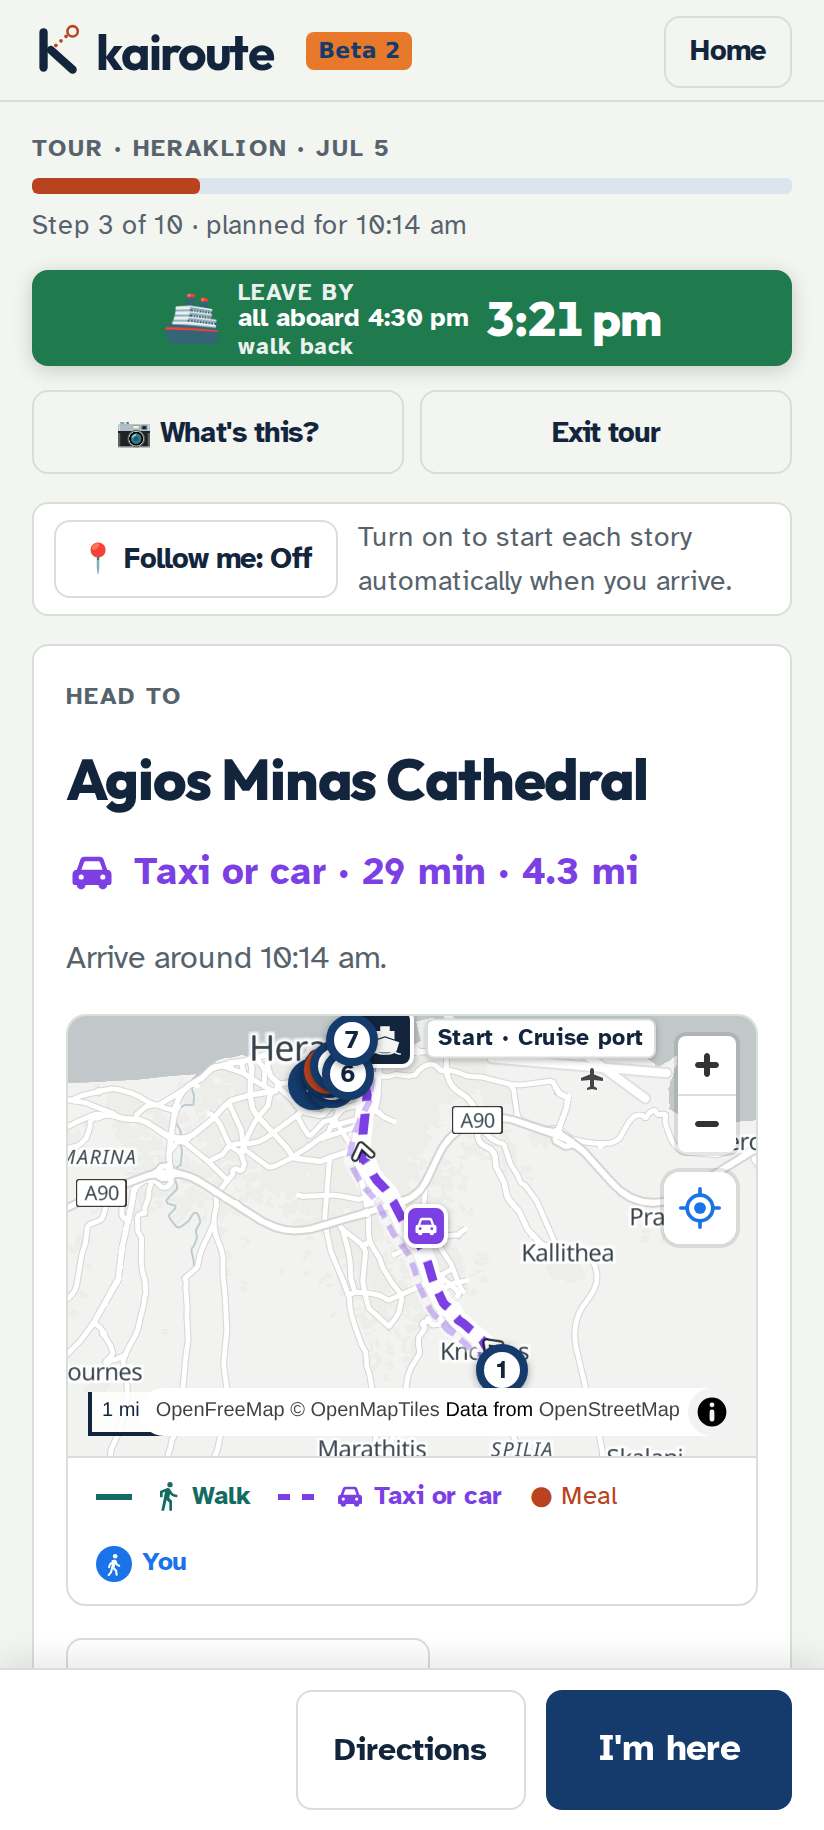 kairoute
Beta 2
Home
TOUR · HERAKLION · JUL 5
Step 3 of 10 · planned for 10:14 am
LEAVE BY
all aboard 4:30 pm
walk back
3:21 pm
What's this?
Exit tour
Follow me: Off
Turn on to start each story
automatically when you arrive.
HEAD TO
Agios Minas Cathedral
Taxi or car · 29 min · 4.3 mi
Arrive around 10:14 am.
7
Start · Cruise port
6
+
−
A90
MARINA
A90
Kallithea
1
1 mi
OpenFreeMap © OpenMapTiles Data from OpenStreetMap
Marathitis
SPILIA
Walk
Taxi or car
Meal
You
Directions
I'm here